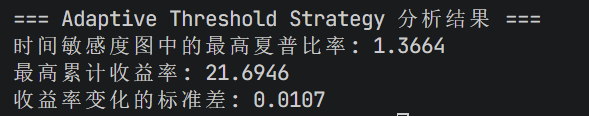 === Adaptive Threshold Strategy 分析结果 ===
时间敏感度图中的最高夏普比率: 1.3664
最高累计收益率: 21.6946
收益率变化的标准差: 0.0107